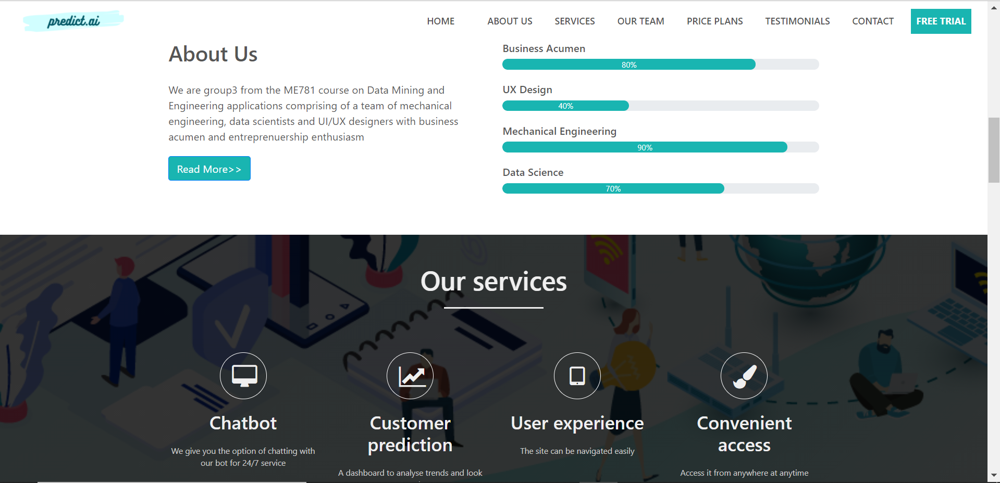 predict.ai
HOME
ABOUT US
SERVICES
OUR TEAM
PRICE PLANS
TESTIMONIALS
CONTACT
FREE TRIAL
About Us
We are group3 from the ME781 course on Data Mining and
Engineering applications comprising of a team of mechanical
engineering, data scientists and UI/UX designers with business
acumen and entreprenuership enthusiasm
Read More>>
Business Acumen
80%
UX Design
40%
Mechanical Engineering
90%
Data Science
70%
Our services
Chatbot
We give you the option of chatting with
our bot for 24/7 service
Customer
prediction
A dashboard to analyse trends and look
User experience
The site can be navigated easily
Convenient
access
Access it from anywhere at anytime